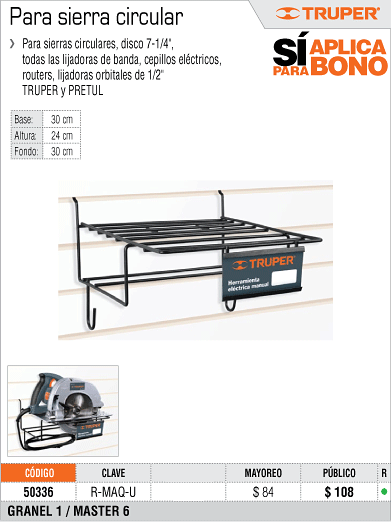 Para sierra circular
TRUPER®
Para sierras circulares, disco 7-1/4",
todas las lijadoras de banda, cepillos eléctricos,
routers, lijadoras orbitales de 1/2"
TRUPER y PRETUL
SÍ APLICA
PARA BONO
Base: 30 cm
Altura: 24 cm
Fondo: 30 cm
TRUPER®
Herramienta
eléctrica manual
CÓDIGO CLAVE MAYOREO PÚBLICO R
50336 R-MAQ-U $ 84 $ 108
GRANEL 1 / MASTER 6